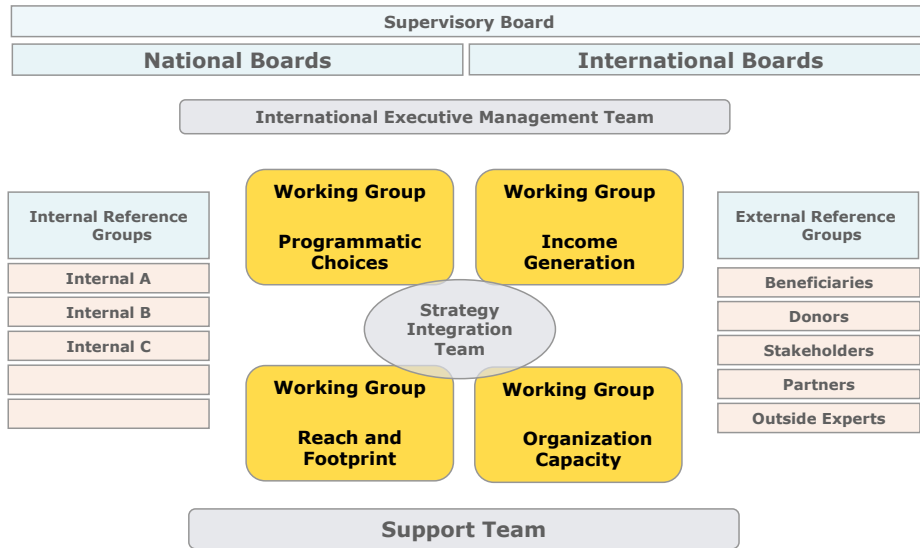 Supervisory Board
National Boards
International Boards
International Executive Management Team
Internal Reference
Groups
Internal A
Internal B
Internal C
Working Group
Programmatic
Choices
Working Group
Income
Generation
Strategy
Integration
Team
Working Group
Reach and
Footprint
Working Group
Organization
Capacity
External Reference
Groups
Beneficiaries
Donors
Stakeholders
Partners
Outside Experts
Support Team